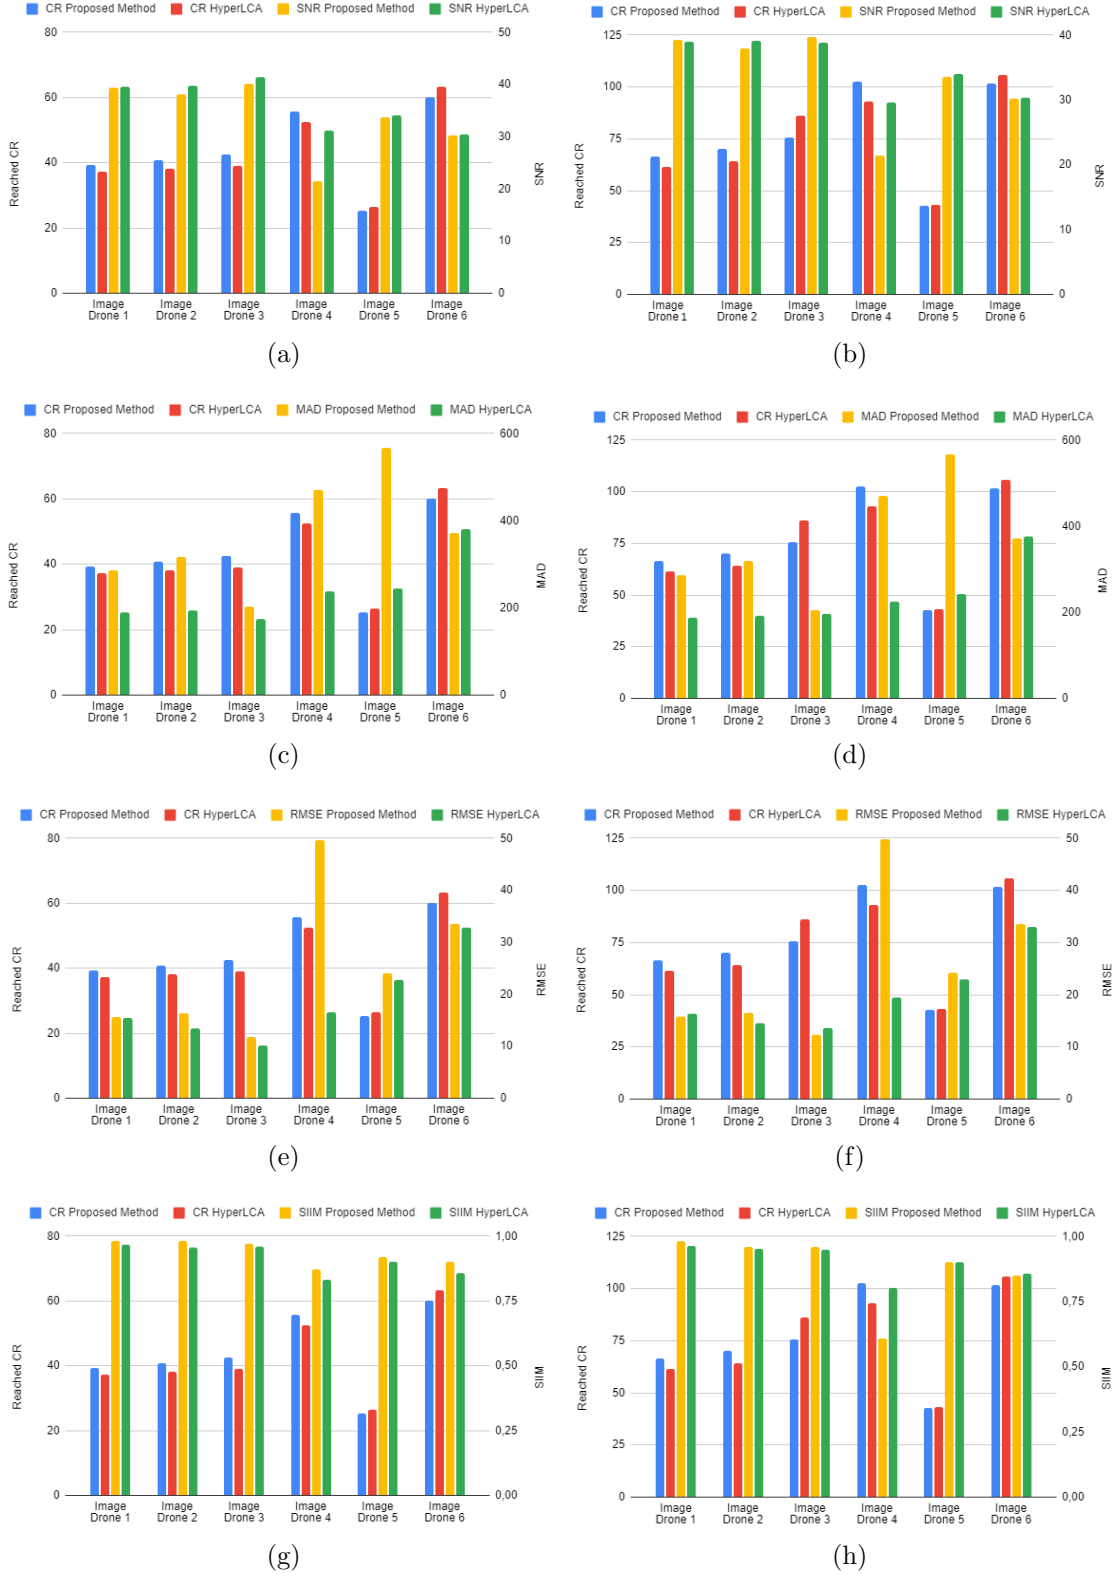 CR Proposed Method CR HyperLCA SNR Proposed Method SNR HyperLCA
80 50
60 40
40 30
20 20
0 10
0
Reached CR
SNR
Image Drone 1 Image Drone 2 Image Drone 3 Image Drone 4 Image Drone 5 Image Drone 6
(a)
CR Proposed Method CR HyperLCA SNR Proposed Method SNR HyperLCA
125 40
100 30
75 20
50 10
25 0
0
Reached CR
SNR
Image Drone 1 Image Drone 2 Image Drone 3 Image Drone 4 Image Drone 5 Image Drone 6
(b)
CR Proposed Method CR HyperLCA MAD Proposed Method MAD HyperLCA
80 600
60 400
40 200
20 0
0
Reached CR
MAD
Image Drone 1 Image Drone 2 Image Drone 3 Image Drone 4 Image Drone 5 Image Drone 6
(c)
CR Proposed Method CR HyperLCA MAD Proposed Method MAD HyperLCA
125 600
100 400
75 200
50 0
25
0
Reached CR
MAD
Image Drone 1 Image Drone 2 Image Drone 3 Image Drone 4 Image Drone 5 Image Drone 6
(d)
CR Proposed Method CR HyperLCA RMSE Proposed Method RMSE HyperLCA
80 50
60 40
40 30
20 20
0 10
0
Reached CR
RMSE
Image Drone 1 Image Drone 2 Image Drone 3 Image Drone 4 Image Drone 5 Image Drone 6
(e)
CR Proposed Method CR HyperLCA RMSE Proposed Method RMSE HyperLCA
125 50
100 40
75 30
50 20
25 10
0 0
Reached CR
RMSE
Image Drone 1 Image Drone 2 Image Drone 3 Image Drone 4 Image Drone 5 Image Drone 6
(f)
CR Proposed Method CR HyperLCA SIIM Proposed Method SIIM HyperLCA
80 1,00
60 0,75
40 0,50
20 0,25
0 0,00
Reached CR
SIIM
Image Drone 1 Image Drone 2 Image Drone 3 Image Drone 4 Image Drone 5 Image Drone 6
(g)
CR Proposed Method CR HyperLCA SIIM Proposed Method SIIM HyperLCA
125 1,00
100 0,75
75 0,50
50 0,25
25 0,00
0
Reached CR
SIIM
Image Drone 1 Image Drone 2 Image Drone 3 Image Drone 4 Image Drone 5 Image Drone 6
(h)